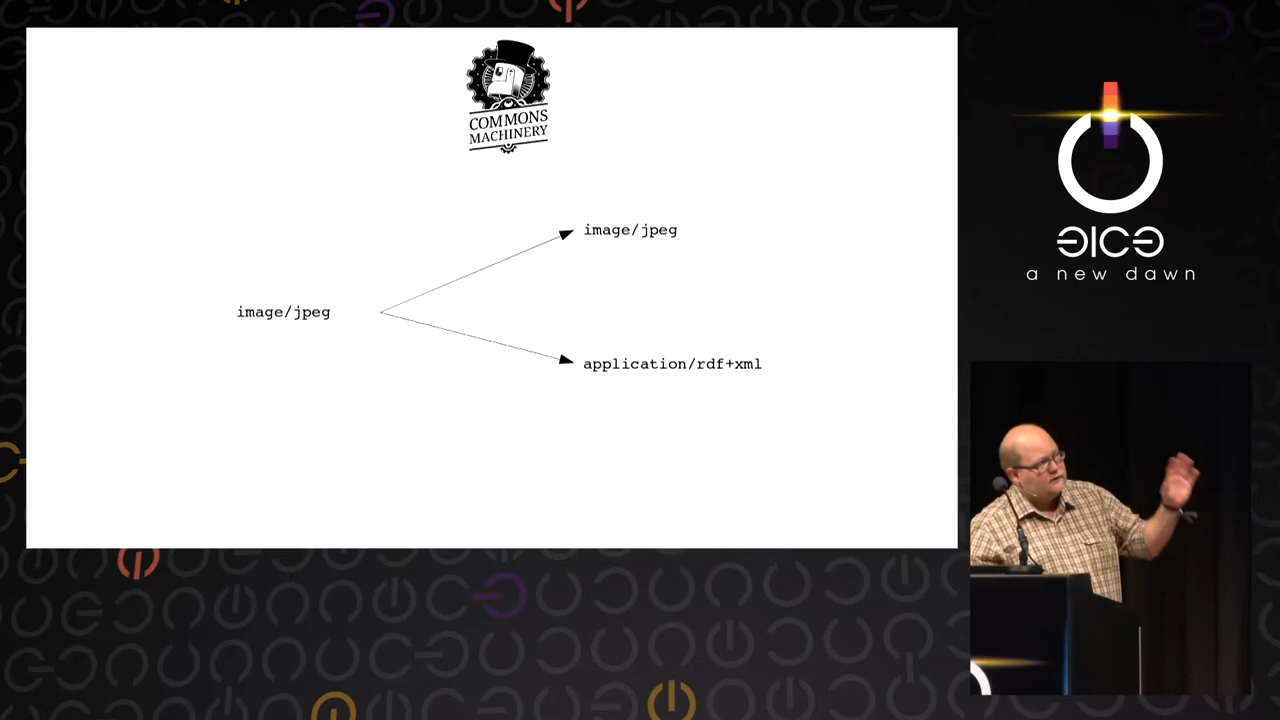 COMMONS
MACHINERY
image/jpeg
image/jpeg
application/rdf+xml
a new dawn